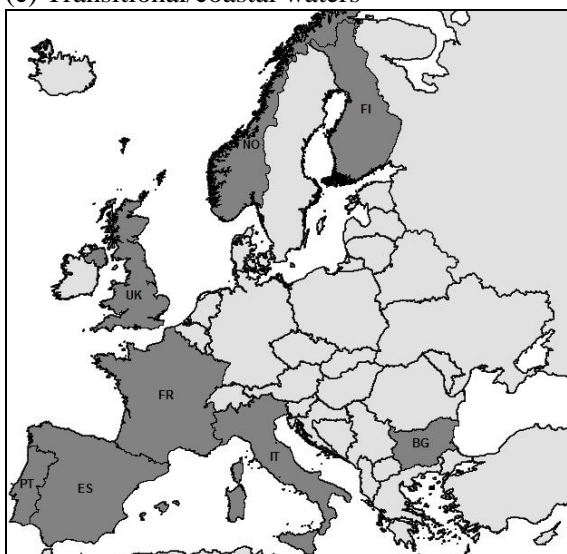 (c) Transitional/coastal waters
FI
NO
UK
FR
IT
BG
PT
ES